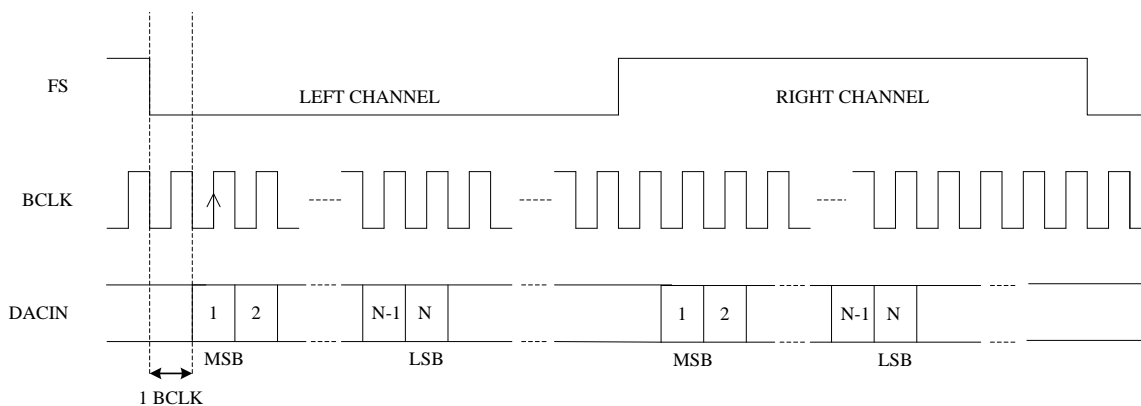 FS
LEFT CHANNEL
RIGHT CHANNEL
BCLK
DACIN
1
2
N-1
N
1
2
N-1
N
MSB
LSB
MSB
LSB
1 BCLK